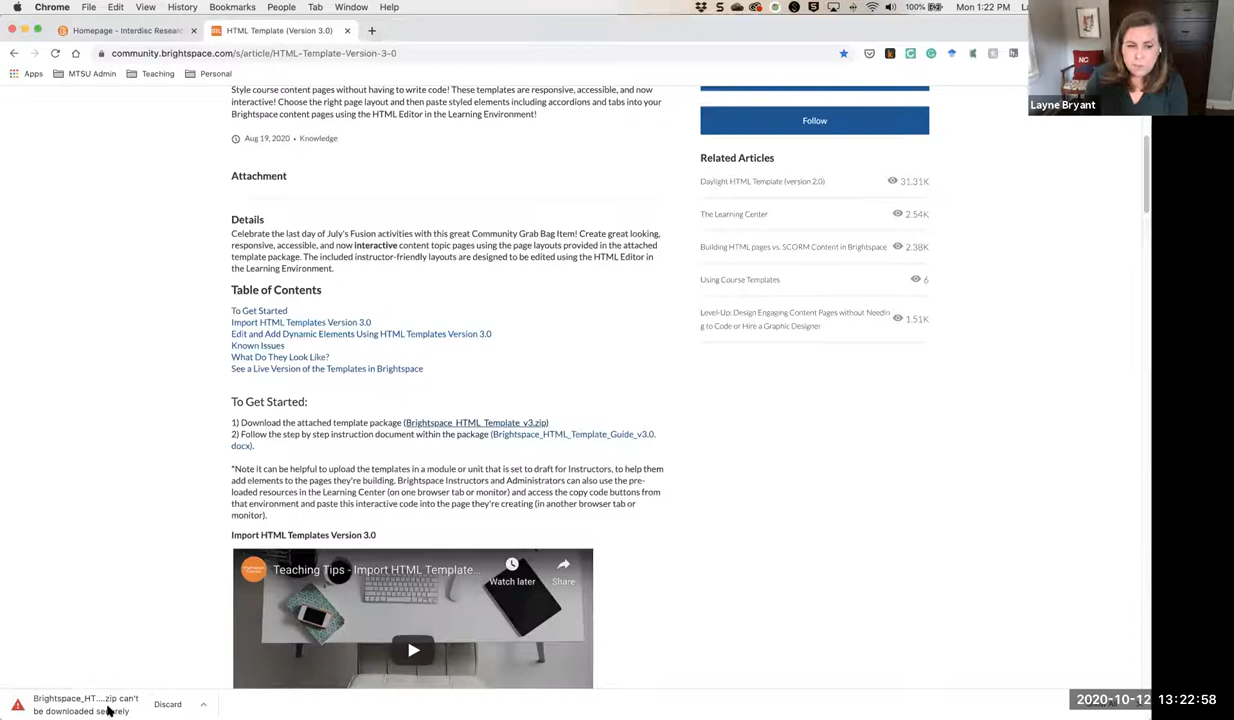 Chrome File Edit View History Bookmarks People Tab Window Help 100% Mon 1:22 PM
Homepage - Interdisc Research HTML Template (Version 3.0)
community.brightspace.com/s/article/HTML-Template-Version-3-0
Apps MTSU Admin Teaching Personal
Layne Bryant
Style course content pages without having to write code! These templates are responsive, accessible, and now
interactive! Choose the right page layout and then paste styled elements including accordions and tabs into your
Brightspace content pages using the HTML Editor in the Learning Environment!
Aug 19, 2020 • Knowledge
Attachment
Details
Celebrate the last day of July's Fusion activities with this great Community Grab Bag Item! Create great looking,
responsive, accessible, and now interactive content topic pages using the page layouts provided in the attached
template package. The included instructor-friendly layouts are designed to be edited using the HTML Editor in
the Learning Environment.
Table of Contents
To Get Started
Import HTML Templates Version 3.0
Edit and Add Dynamic Elements Using HTML Templates Version 3.0
Known Issues
What Do They Look Like?
See a Live Version of the Templates in Brightspace
To Get Started:
1) Download the attached template package (Brightspace_HTML_Template_v3.zip)
2) Follow the step by step instruction document within the package (Brightspace_HTML_Template_Guide_v3.0.
docx).
*Note it can be helpful to upload the templates in a module or unit that is set to draft for Instructors, to help them
add elements to the pages they're building. Brightspace Instructors and Administrators can also use the pre-
loaded resources in the Learning Center (on one browser tab or monitor) and access the copy code buttons from
that environment and paste this interactive code into the page they're creating (in another browser tab or
monitor).
Import HTML Templates Version 3.0
Teaching Tips - Import HTML Template...
Watch later Share
Follow
Related Articles
Daylight HTML Template (version 2.0) 31.31K
The Learning Center 2.54K
Building HTML pages vs. SCORM Content in Brightspace 2.38K
Using Course Templates 6
Level-Up: Design Engaging Content Pages without Needin
g to Code or Hire a Graphic Designer 1.51K
Brightspace_HT....zip can't
be downloaded securely
Discard
2020-10-12 13:22:58